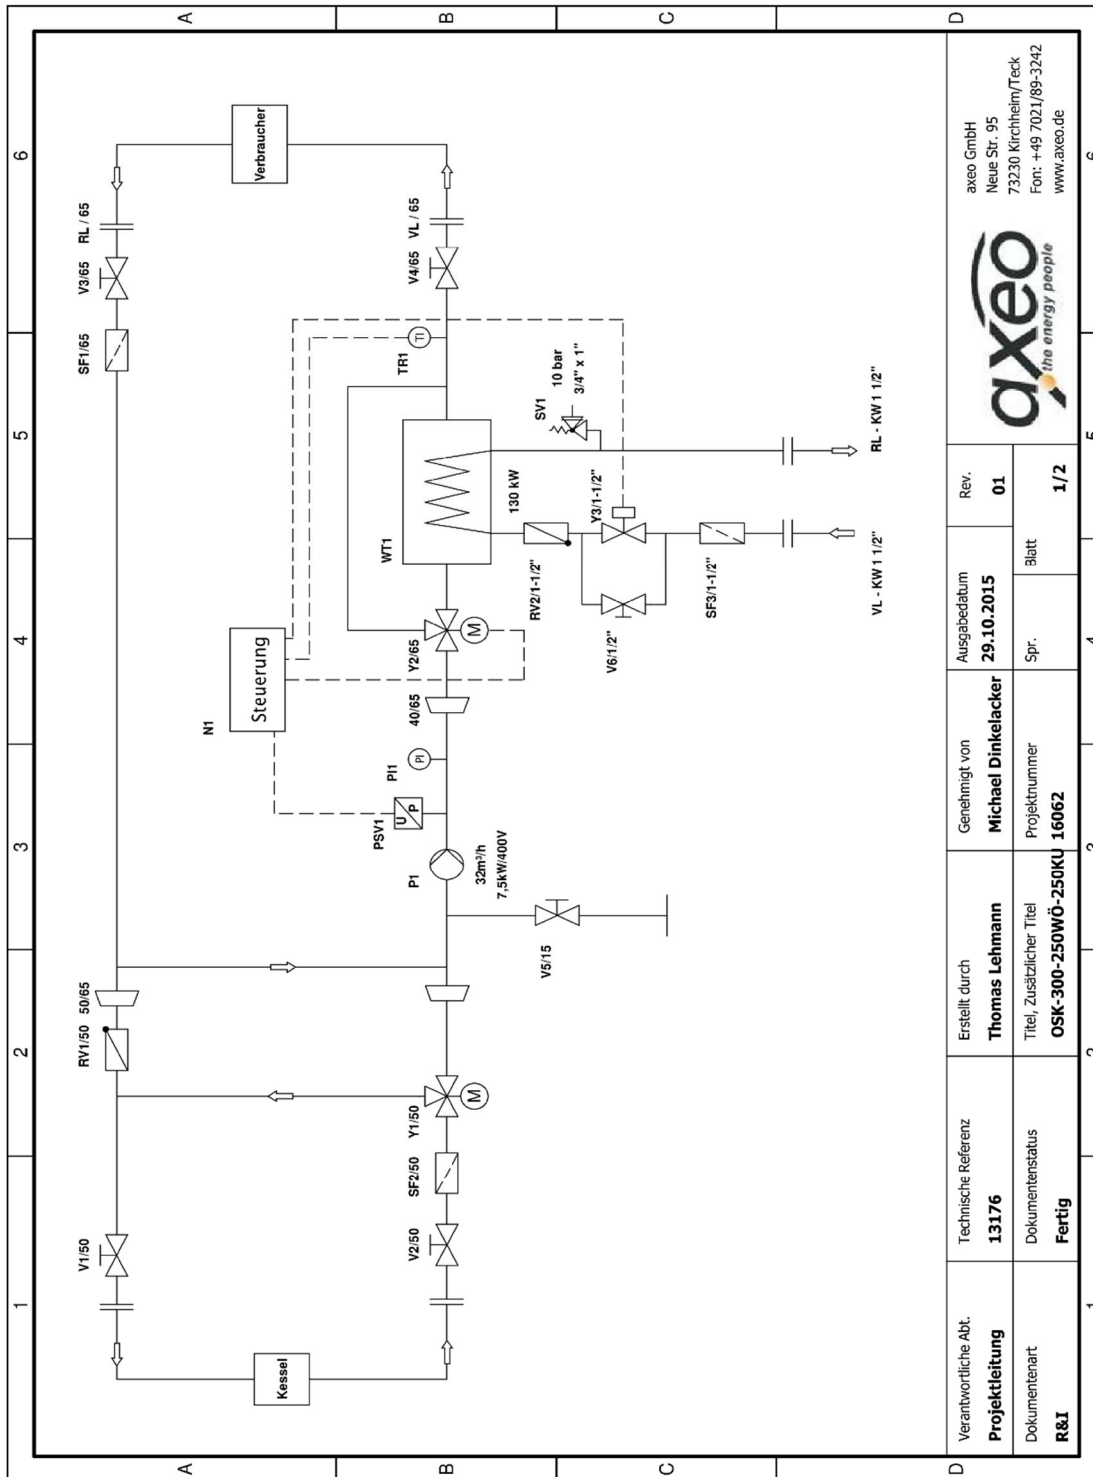 1
2
3
4
5
6
A
RL / 65
V3/65
SF1/65
50/65
RV1/50
V1/50
Verbraucher
N1
Steuerung
Kessel
B
PSV1
U
P
PI1
PI
TR1
TI
V2/50
SF2/50
Y1/50
M
P1
32m³/h
7,5kW/400V
40/65
Y2/65
M
WT1
130 kW
V4/65
VL / 65
C
V5/15
RV2/1-1/2"
Y3/1-1/2"
V6/1/2"
SF3/1-1/2"
SV1
10 bar
3/4" x 1"
VL - KW 1 1/2"
RL - KW 1 1/2"
D
Verantwortliche Abt.
Projektleitung
Technische Referenz
13176
Erstellt durch
Thomas Lehmann
Genehmigt von
Michael Dinkelacker
Ausgabedatum
29.10.2015
Rev.
01
Dokumentenart
R&I
Dokumentenstatus
Fertig
Titel, Zusätzlicher Titel
OSK-300-250WÖ-250KU
Projektnummer
16062
Spr.
Blatt
1/2
axeo
the energy people
axeo GmbH
Neue Str. 95
73230 Kirchheim/Teck
Fon: +49 7021/89-3242
www.axeo.de
A
B
C
D
1
2
3
4
5
6